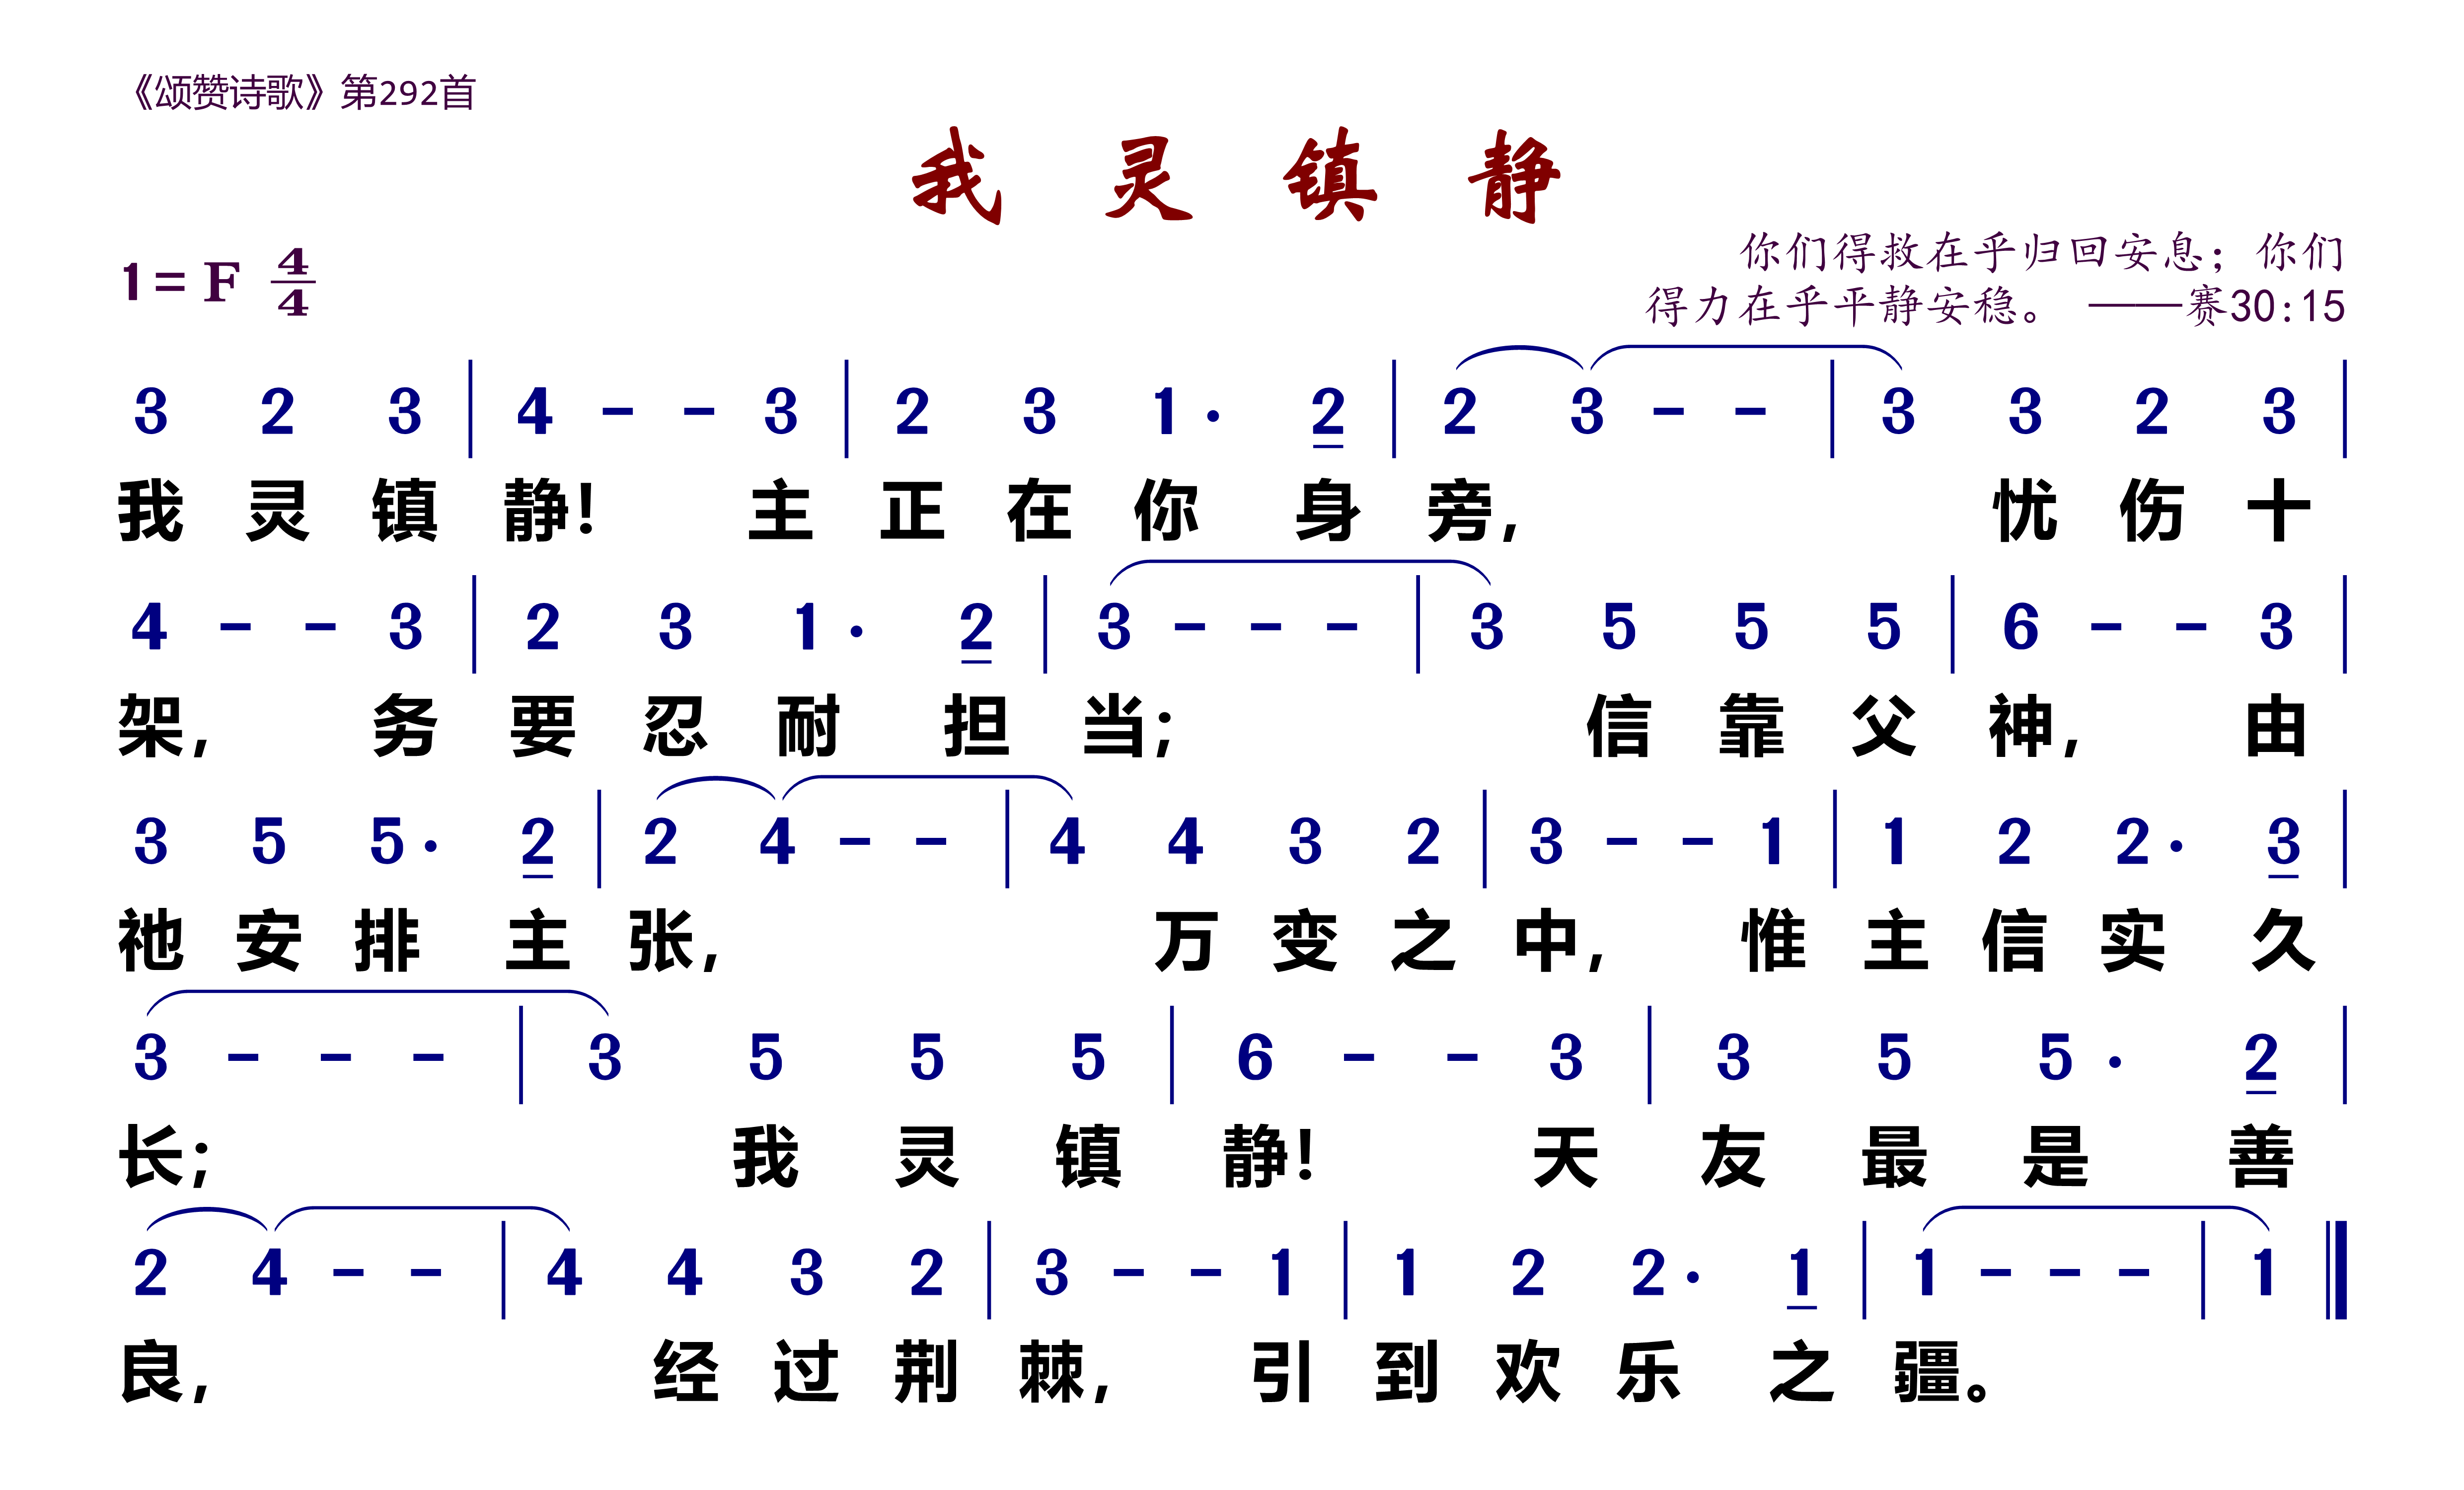 《颂赞诗歌》第292首
我 灵 镇 静
1= F 4/4
你们得救在乎归回安息；你们
得力在乎平静安稳。 ——赛30:15
3 2 3 | 4 - - 3 | 2 3 1 · 2 | 2 3 - - | 3 3 2 3 |
我 灵 镇 静! 主 正 在 你 身 旁, 忧 伤 十
4 - - 3 | 2 3 1 · 2 | 3 - - - | 3 5 5 5 | 6 - - 3 |
架, 务 要 忍 耐 担 当; 信 靠 父 神, 由
3 5 5 · 2 | 2 4 - - | 4 4 3 2 | 3 - - 1 | 1 2 2 · 3 |
祂 安 排 主 张, 万 变 之 中, 惟 主 信 实 久
3 - - - | 3 5 5 5 | 6 - - 3 | 3 5 5 · 2 |
长; 我 灵 镇 静! 天 友 最 是 善
2 4 - - | 4 4 3 2 | 3 - - 1 | 1 2 2 · 1 | 1 - - - | 1 ‖
良, 经 过 荆 棘, 引 到 欢 乐 之 疆。